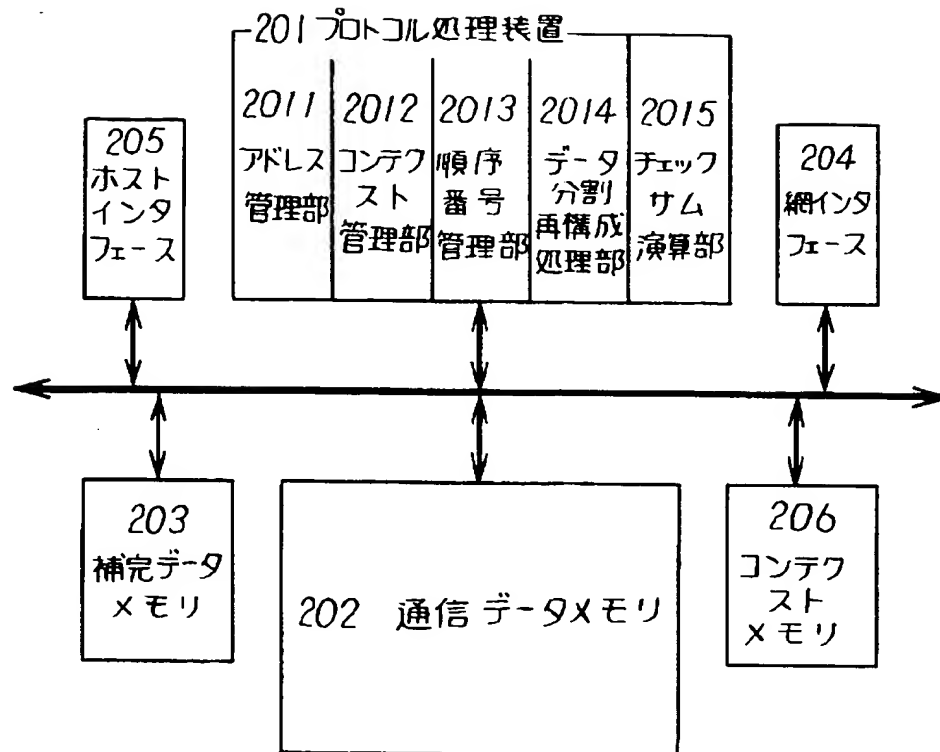 201プロトコル処理装置
205
ホスト
インタ
フェース
2011
アドレス
管理部
2012
コンテク
スト
管理部
2013
順序
番号
管理部
2014
データ
分割
再構成
処理部
2015
チェック
サム
演算部
204
網インタ
フェース
203
補完データ
メモリ
202 通信データメモリ
206
コンテク
スト
メモリ